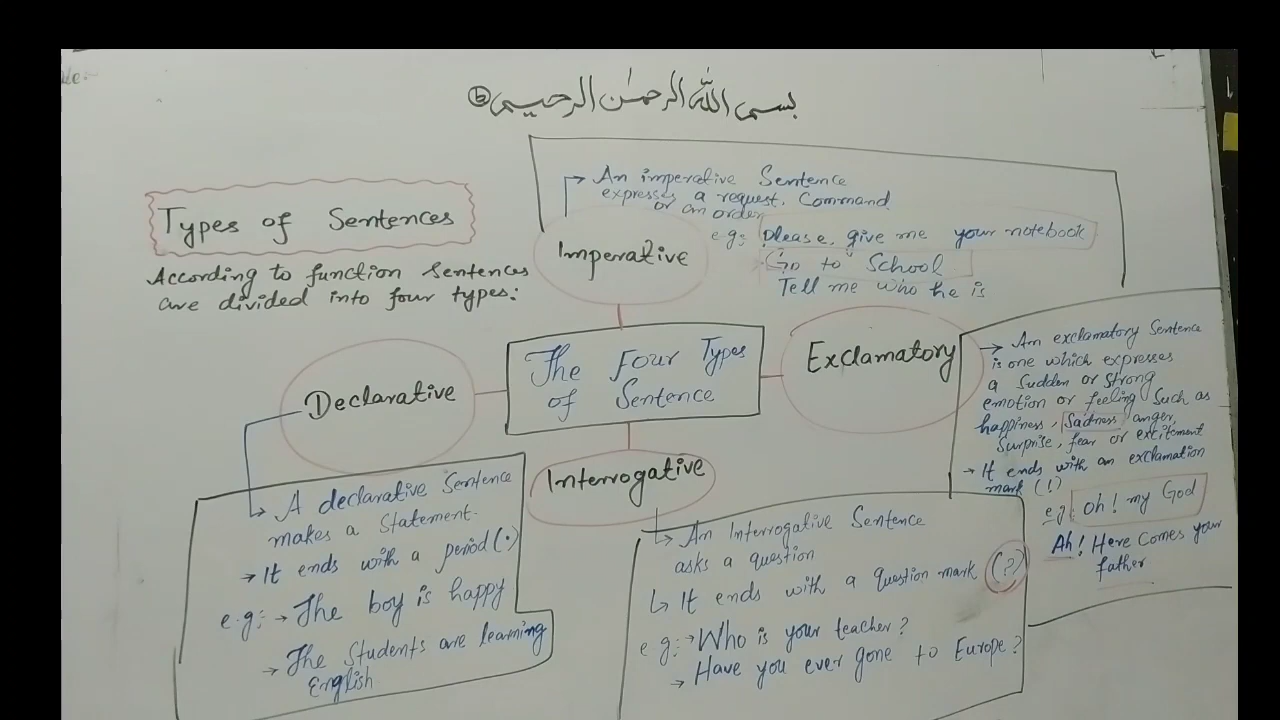 بسم اللہ الرحمٰن الرحیم
Types of Sentences
According to function sentences
are divided into four types:
An imperative Sentence
expresses a request, Command
or an order
Imperative
e.g: Please, give me your notebook
Go to School
Tell me who he is
The Four Types
of Sentence
Declarative
A declarative Sentence
makes a statement.
It ends with a period (.)
e.g:- The boy is happy
The students are learning
English
Interrogative
An Interrogative Sentence
asks a question
It ends with a question mark (?)
e.g:- Who is your teacher?
Have you ever gone to Europe?
Exclamatory
An exclamatory Sentence
is one which expresses
a Sudden or strong
emotion or feeling such as
happiness, Sadness anger,
Surprise, fear or excitement
It ends with an exclamation
mark (!)
eg: oh! my God
Ah! Here comes your
father